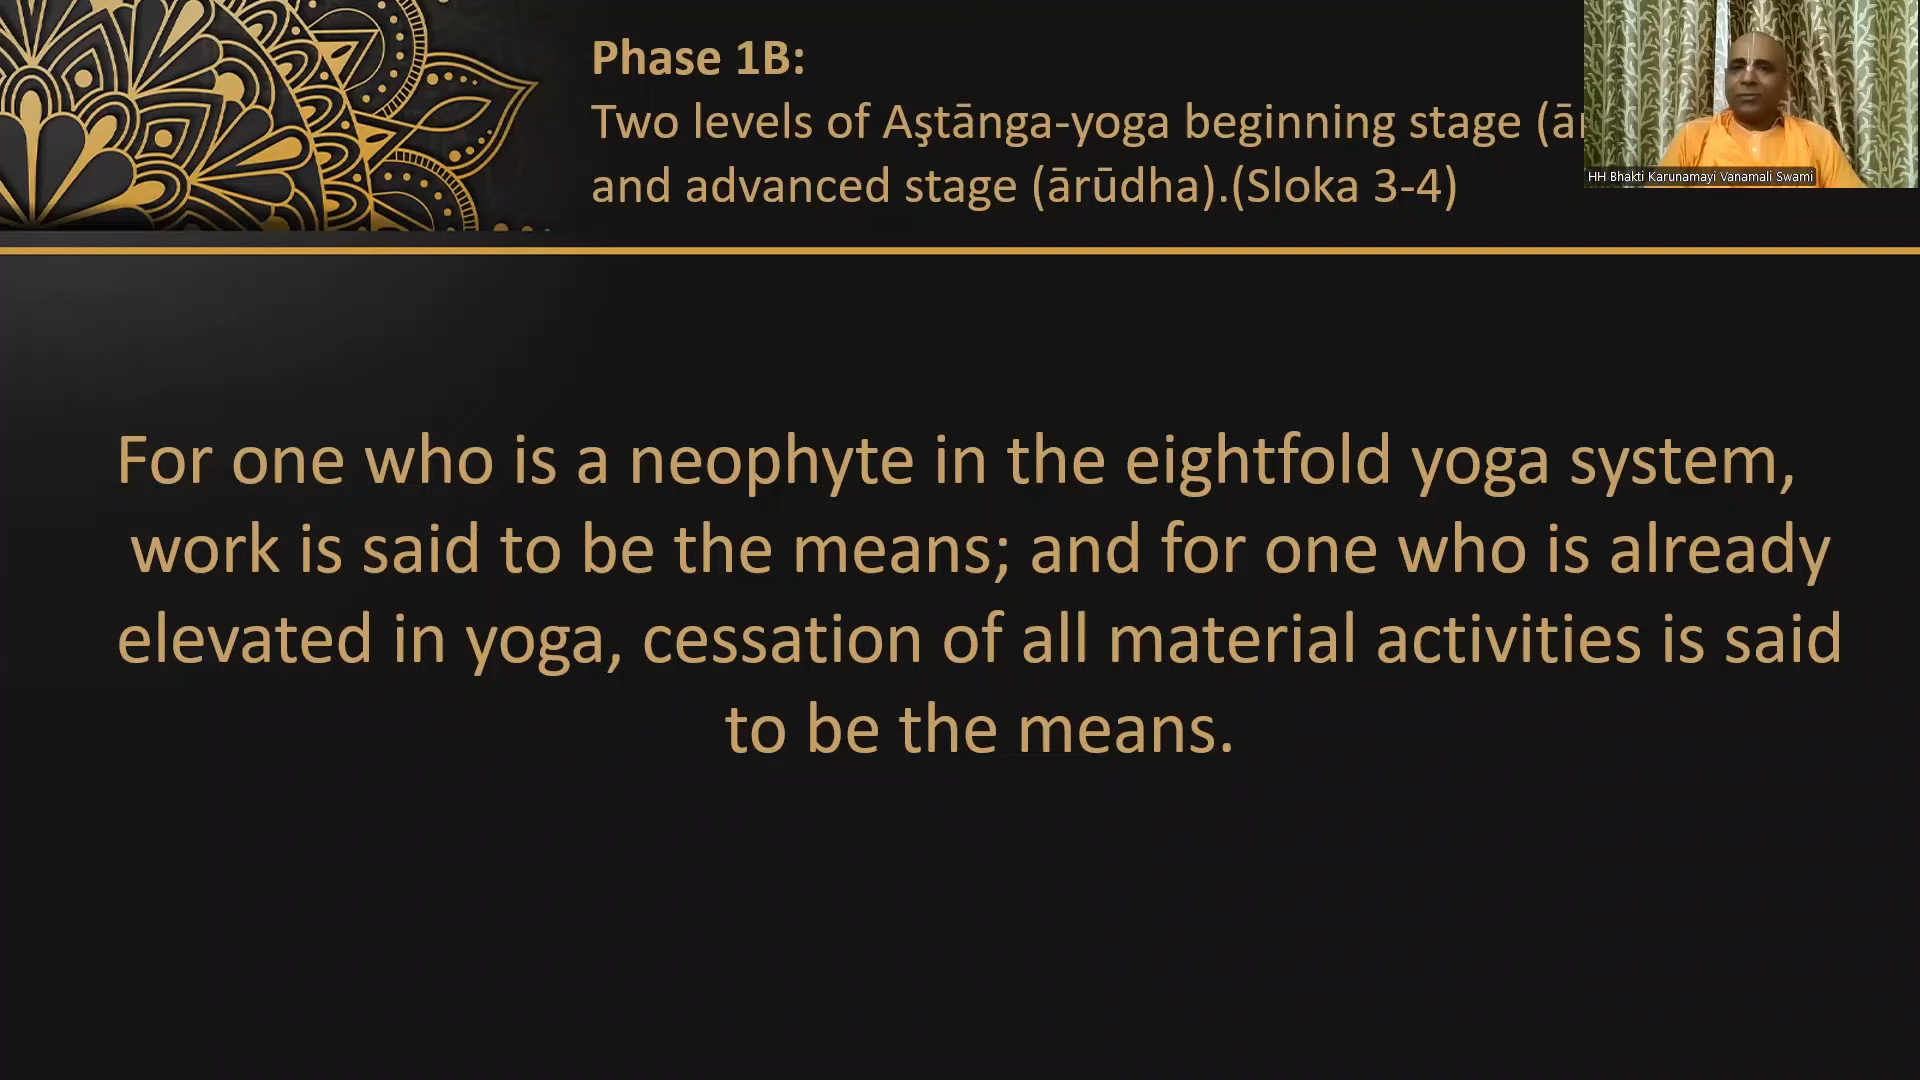 Phase 1B:
Two levels of Aştānga-yoga beginning stage
and advanced stage (ārūdha).(Sloka 3-4)
HH Bhakti Karunamayi Vanamali Swami
For one who is a neophyte in the eightfold yoga system,
work is said to be the means; and for one who is already
elevated in yoga, cessation of all material activities is said
to be the means.